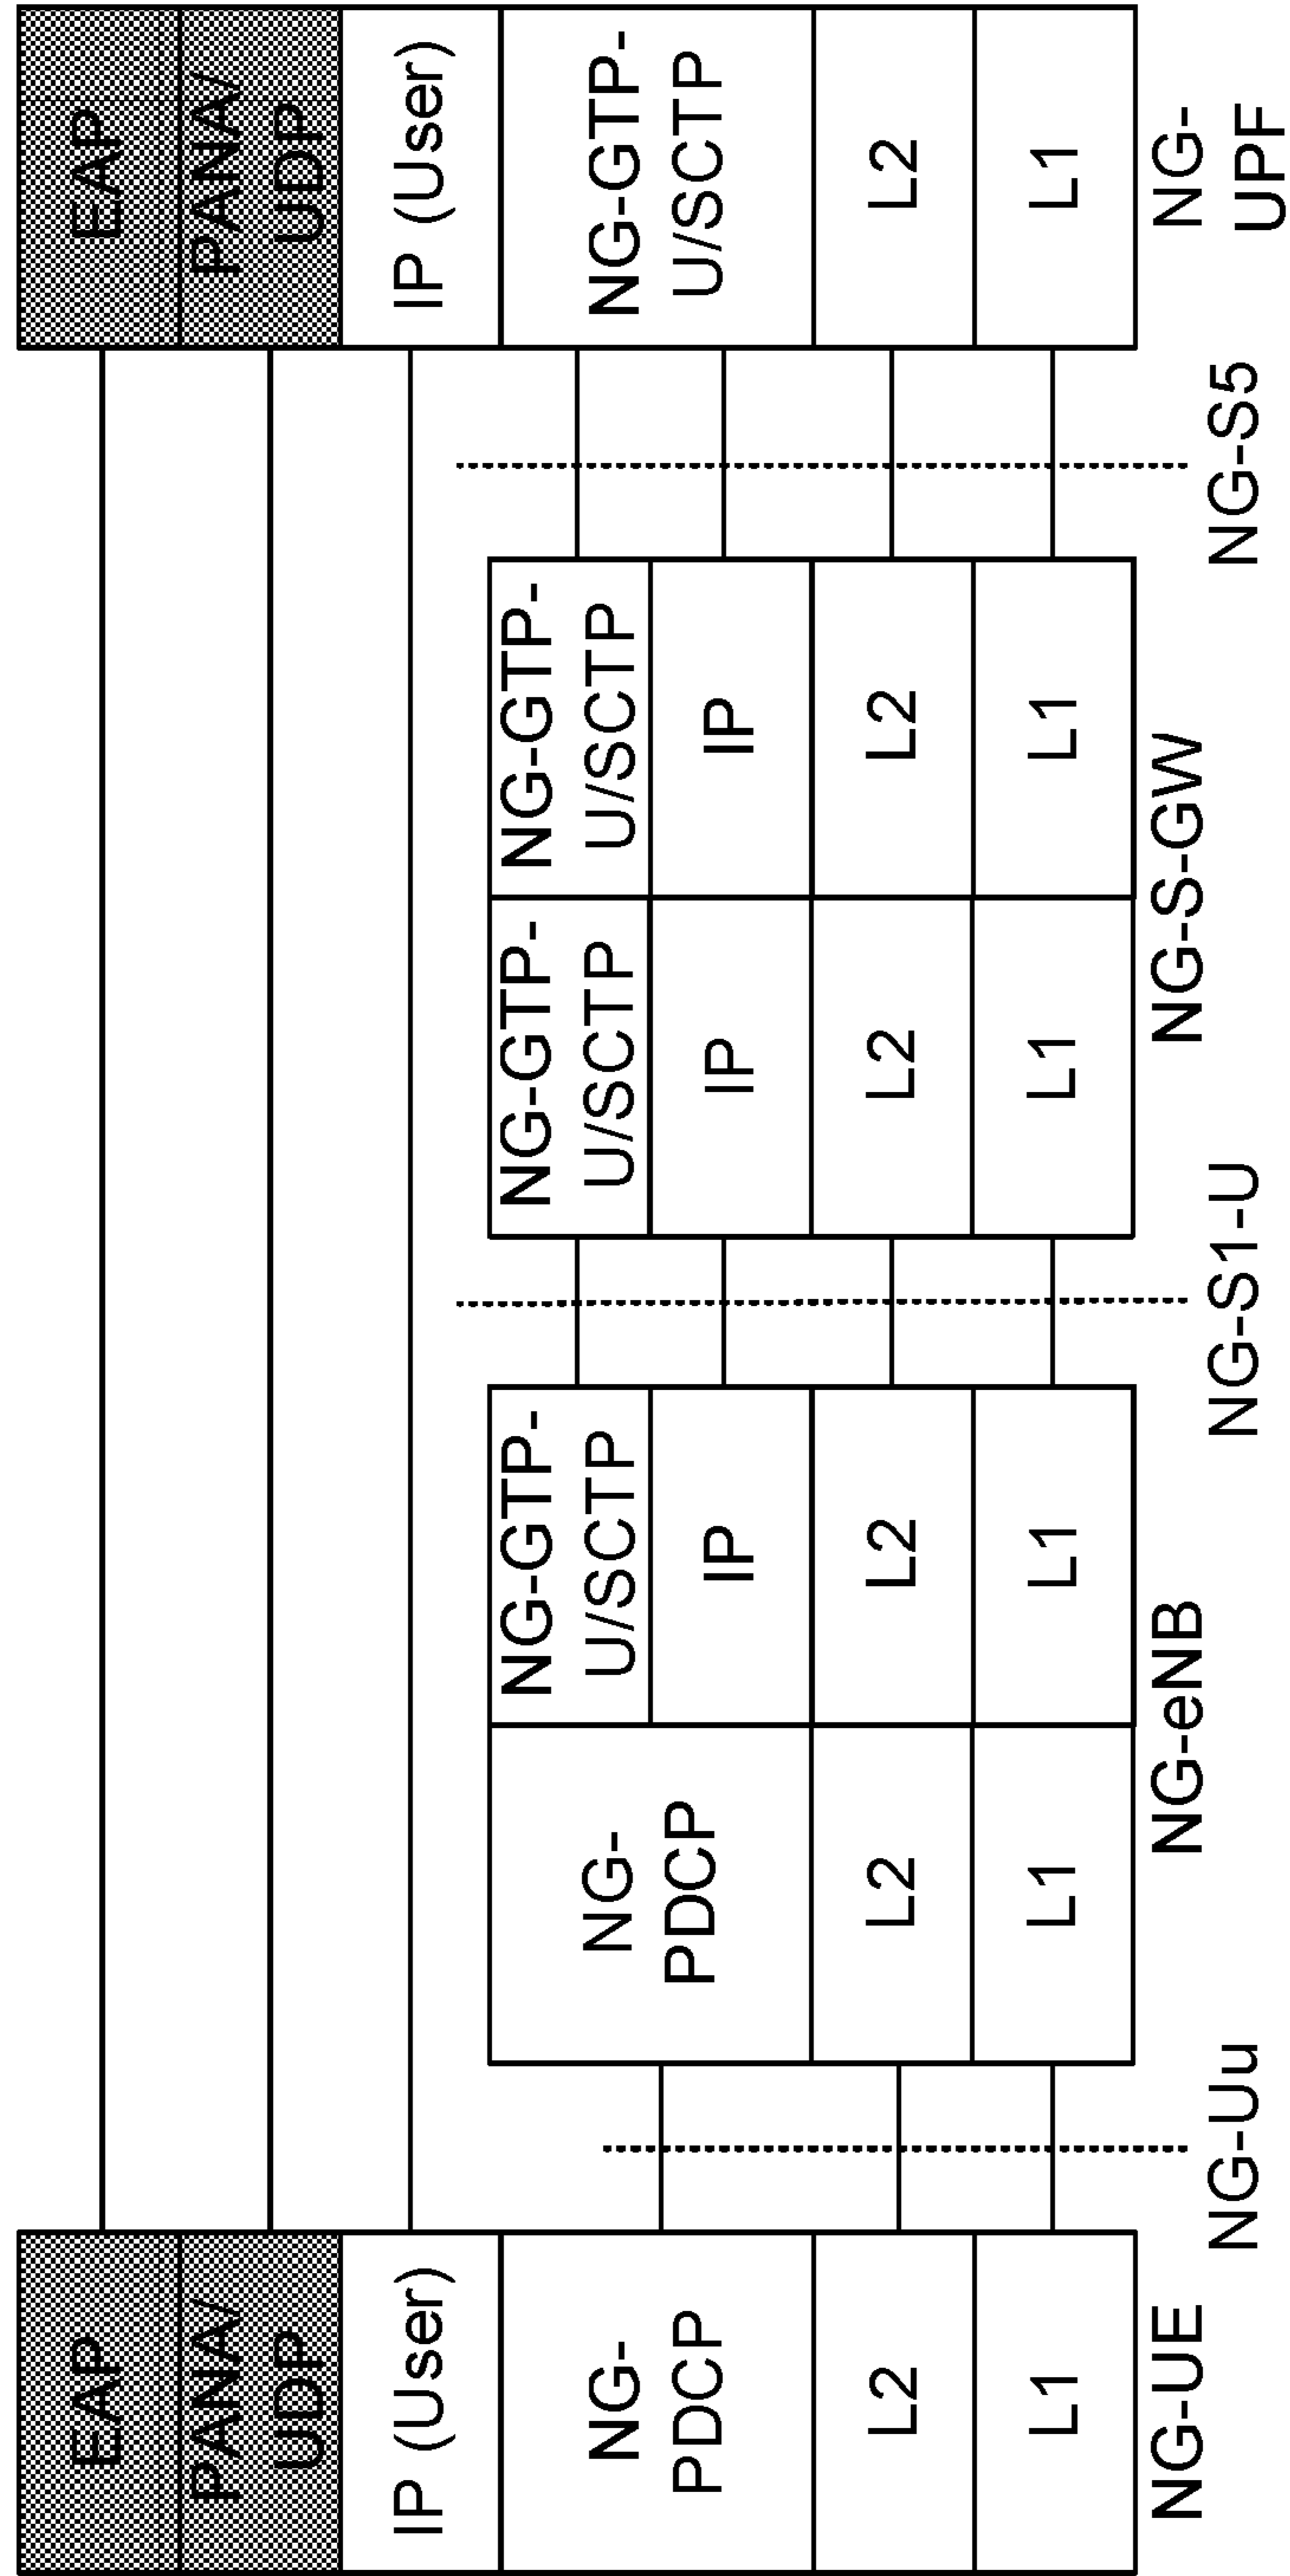 EAP
PANA/
UDP
IP (User)
NG-
PDCP
L2
L1
NG-UE
NG-Uu
NG-
PDCP
L2
L1
NG-GTP-
U/SCTP
IP
L2
L1
NG-eNB
NG-S1-U
NG-GTP-
U/SCTP
IP
L2
L1
NG-GTP-
U/SCTP
IP
L2
L1
NG-S-GW
NG-S5
EAP
PANA/
UDP
IP (User)
NG-GTP-
U/SCTP
L2
L1
NG-
UPF